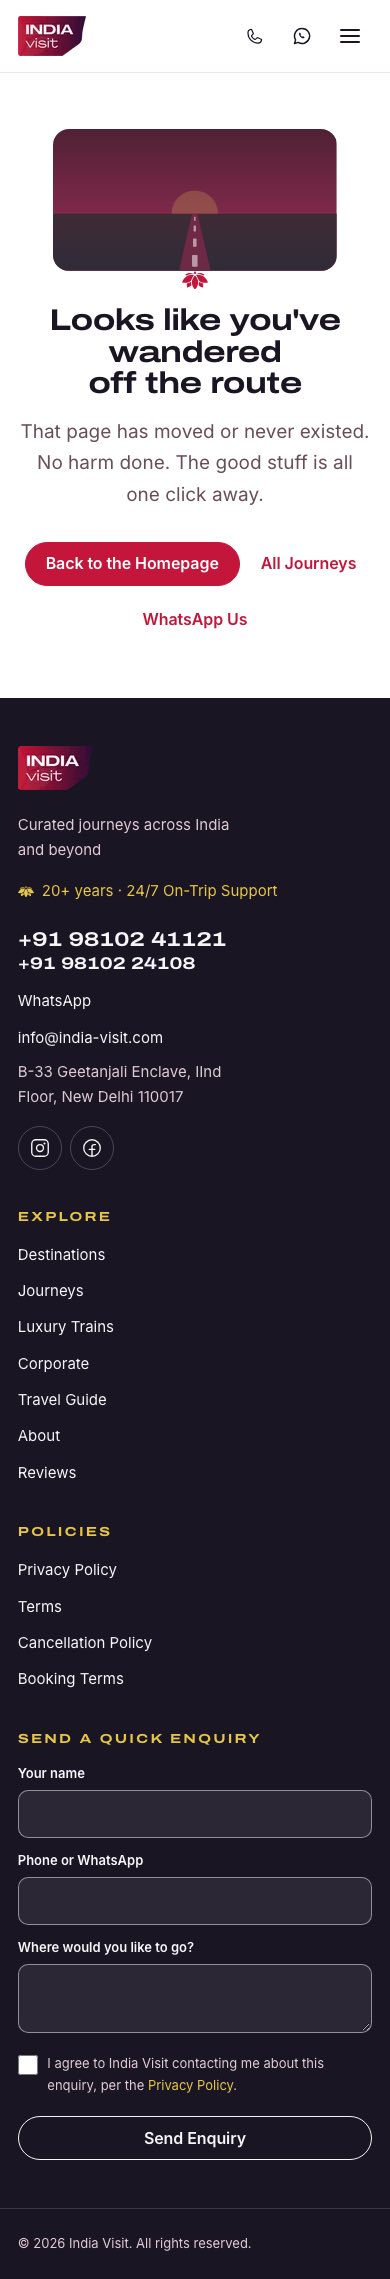 INDIA
visit
Looks like you've
wandered
off the route
That page has moved or never existed.
No harm done. The good stuff is all
one click away.
Back to the Homepage
All Journeys
WhatsApp Us
INDIA
visit
Curated journeys across India
and beyond
20+ years · 24/7 On-Trip Support
+91 98102 41121
+91 98102 24108
WhatsApp
info@india-visit.com
B-33 Geetanjali Enclave, IInd
Floor, New Delhi 110017
EXPLORE
Destinations
Journeys
Luxury Trains
Corporate
Travel Guide
About
Reviews
POLICIES
Privacy Policy
Terms
Cancellation Policy
Booking Terms
SEND A QUICK ENQUIRY
Your name
Phone or WhatsApp
Where would you like to go?
I agree to India Visit contacting me about this
enquiry, per the Privacy Policy.
Send Enquiry
© 2026 India Visit. All rights reserved.